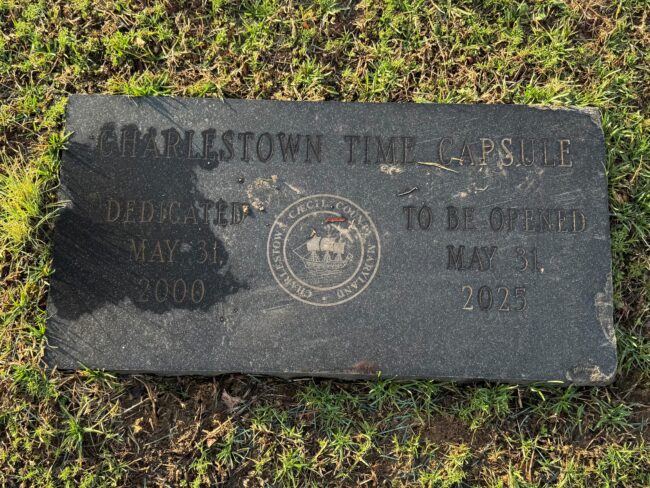 CHARLESTOWN TIME CAPSULE
DEDICATED
MAY 31,
2000
CHARLESTOWN, CECIL COUNTY, MARYLAND
TO BE OPENED
MAY 31,
2025